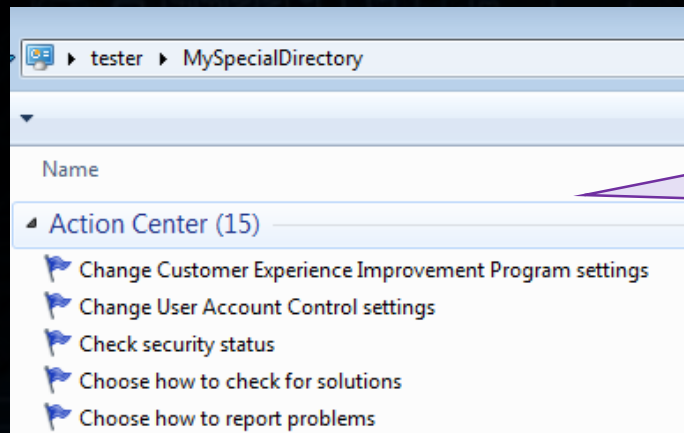 tester MySpecialDirectory
Name
Action Center (15)
Change Customer Experience Improvement Program settings
Change User Account Control settings
Check security status
Choose how to check for solutions
Choose how to report problems